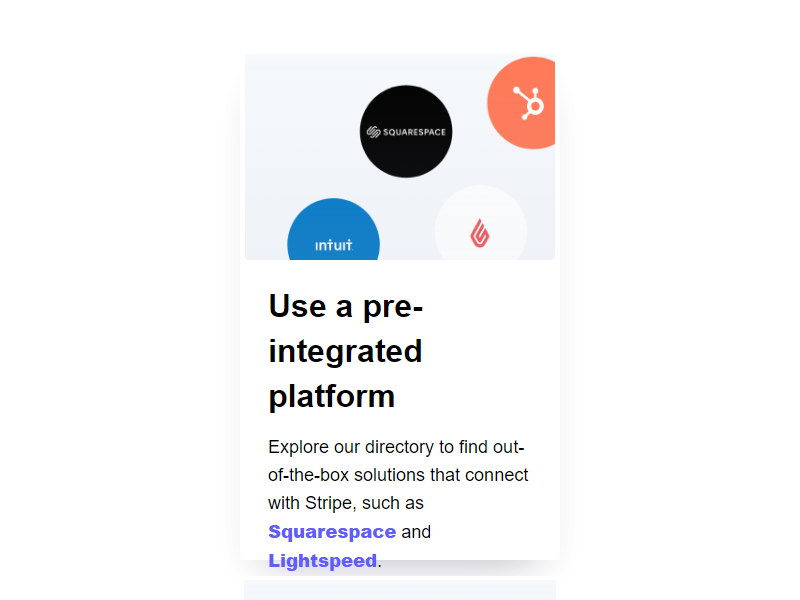 SQUARESPACE
intuit
Use a pre-
integrated
platform
Explore our directory to find out-
of-the-box solutions that connect
with Stripe, such as
Squarespace and
Lightspeed.